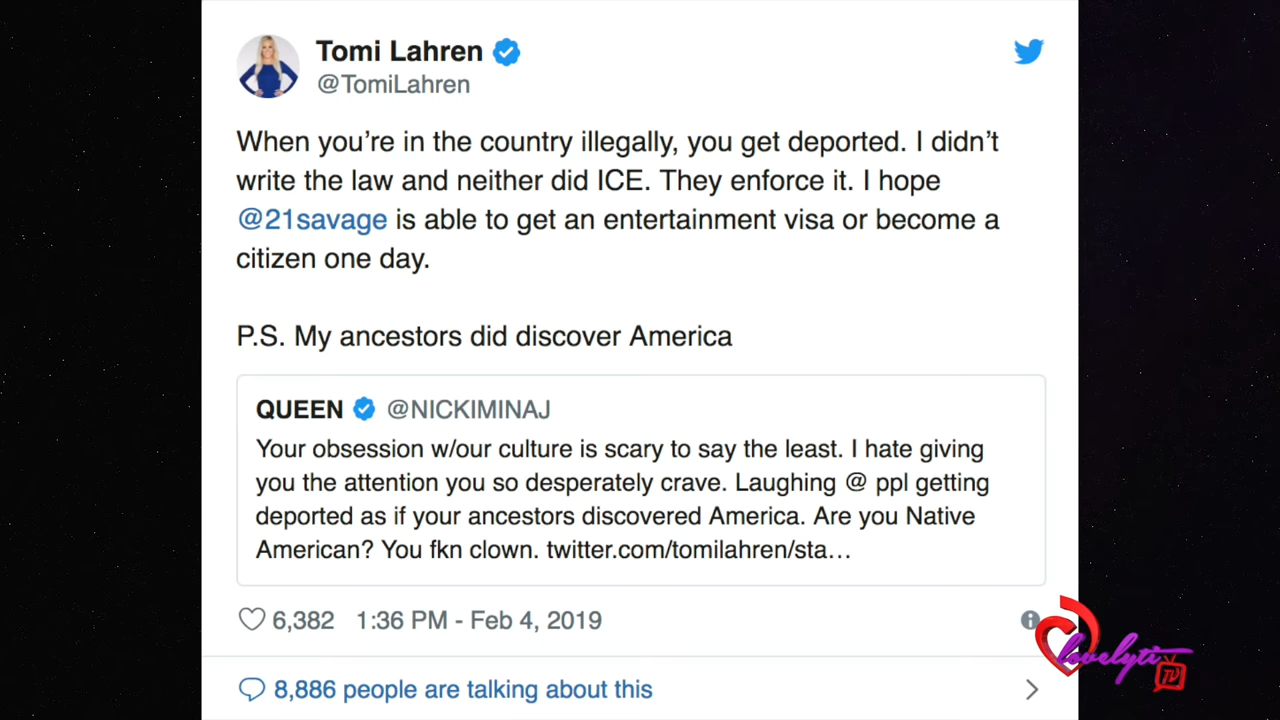 Tomi Lahren
@TomiLahren
When you’re in the country illegally, you get deported. I didn’t
write the law and neither did ICE. They enforce it. I hope
@21savage is able to get an entertainment visa or become a
citizen one day.
P.S. My ancestors did discover America
QUEEN @NICKIMINAJ
Your obsession w/our culture is scary to say the least. I hate giving
you the attention you so desperately crave. Laughing @ ppl getting
deported as if your ancestors discovered America. Are you Native
American? You fkn clown. twitter.com/tomilahren/sta…
6,382 1:36 PM - Feb 4, 2019
8,886 people are talking about this
lovelyti
TV